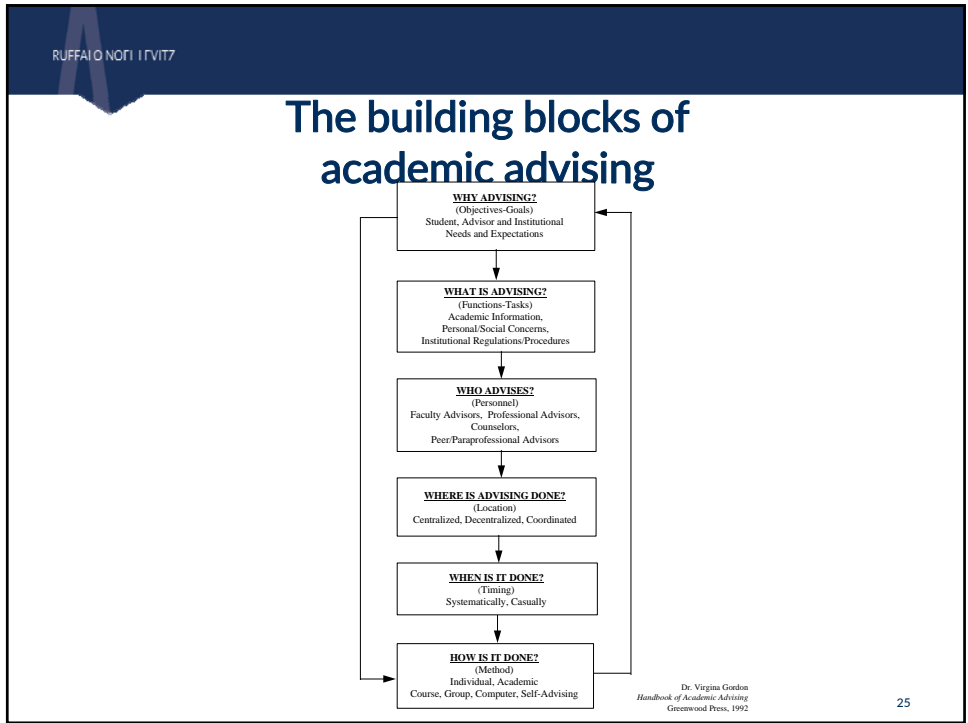 RUFFALO NOEL LEVITZ
The building blocks of
academic advising
WHY ADVISING?
(Objectives-Goals)
Student, Advisor and Institutional
Needs and Expectations
WHAT IS ADVISING?
(Functions-Tasks)
Academic Information,
Personal/Social Concerns,
Institutional Regulations/Procedures
WHO ADVISES?
(Personnel)
Faculty Advisors, Professional Advisors,
Counselors,
Peer/Paraprofessional Advisors
WHERE IS ADVISING DONE?
(Location)
Centralized, Decentralized, Coordinated
WHEN IS IT DONE?
(Timing)
Systematically, Casually
HOW IS IT DONE?
(Method)
Individual, Academic
Course, Group, Computer, Self-Advising
Dr. Virginia Gordon
Handbook of Academic Advising
Greenwood Press, 1992
25